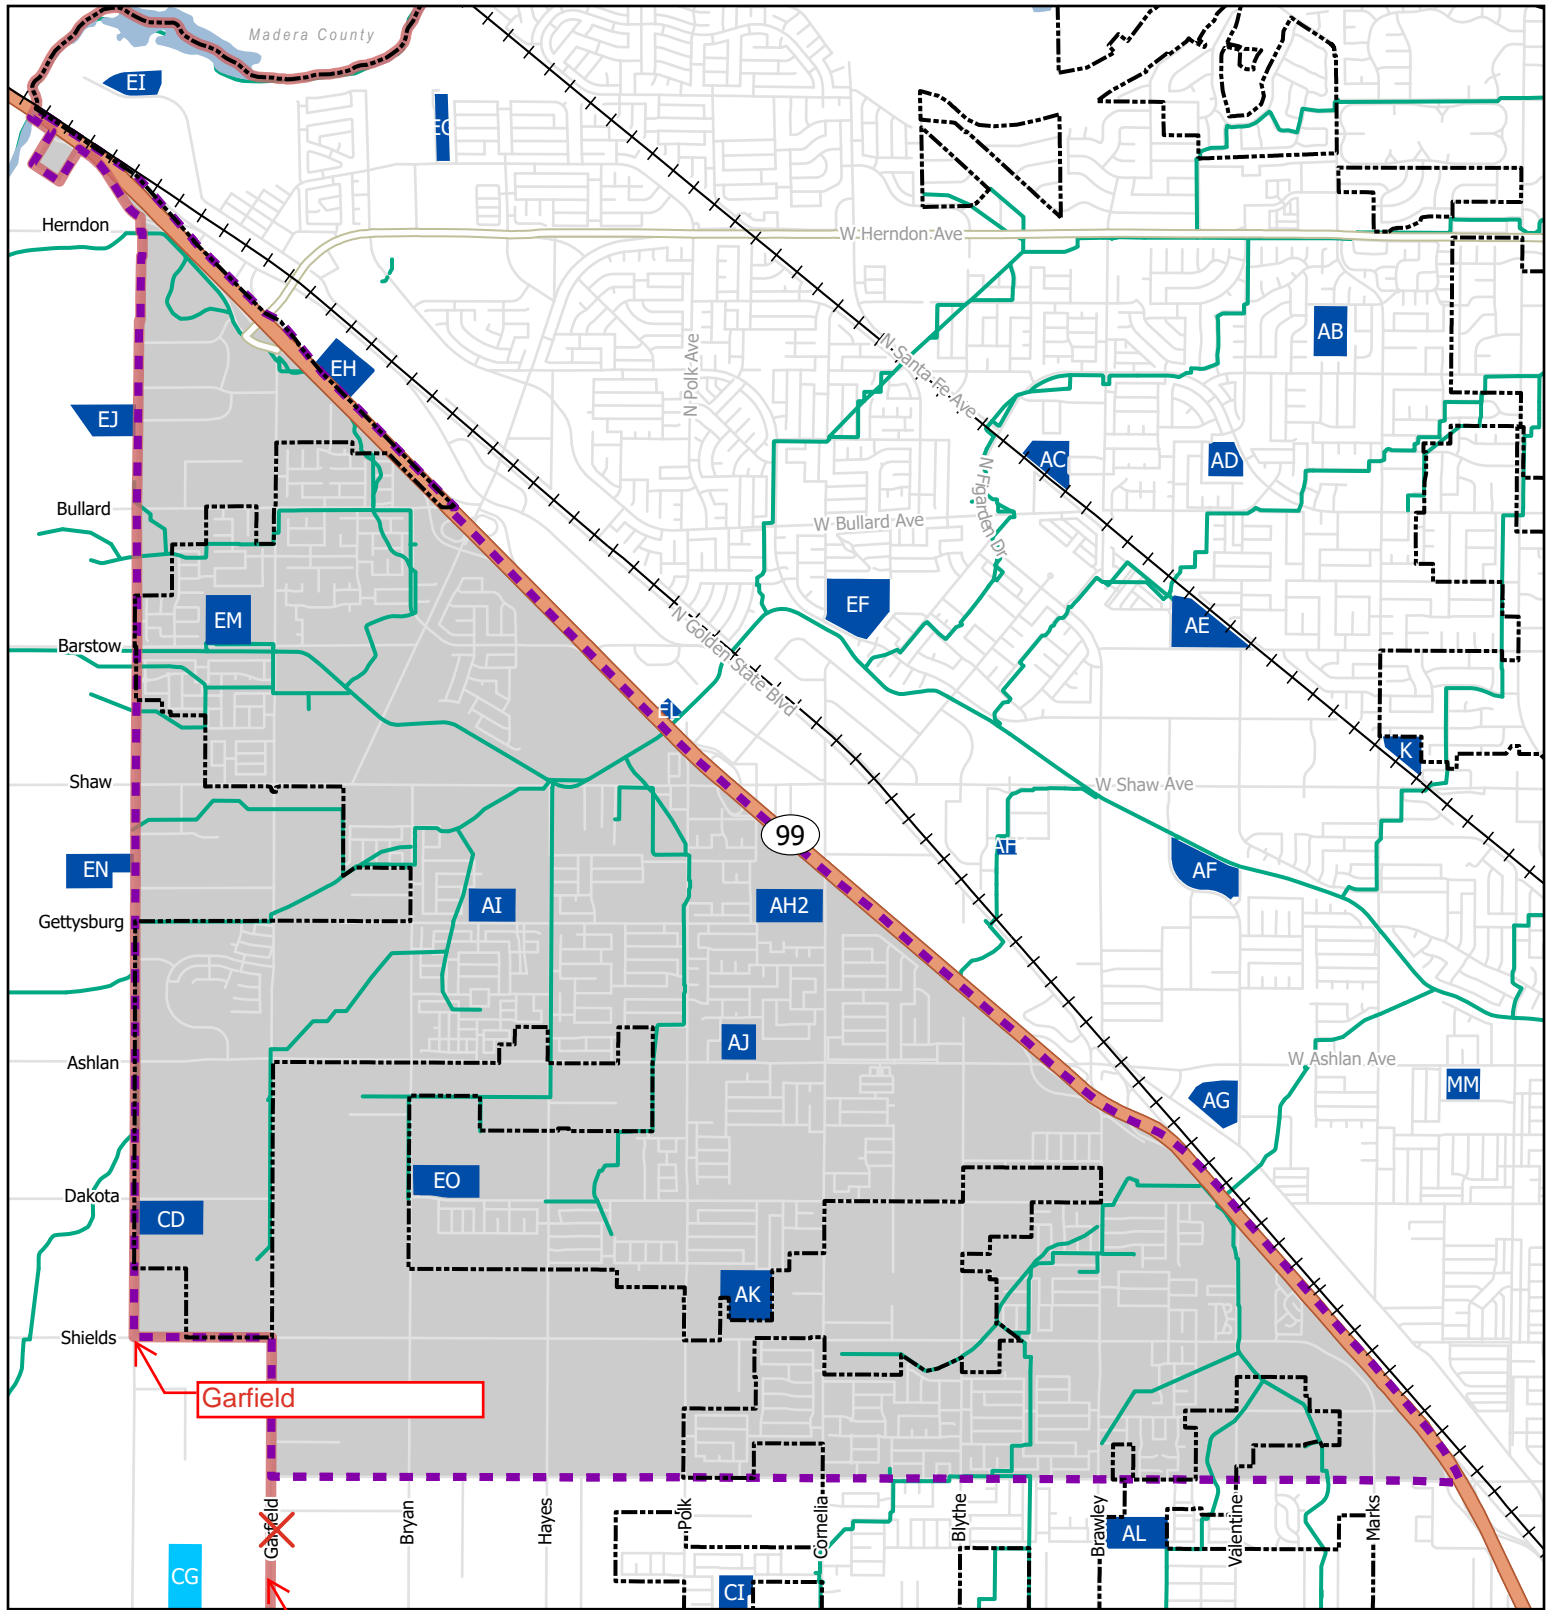 Madera County
EI
EC
Herndon
W Herndon Ave
AB
EH
N Polk Ave
N Santa Fe Ave
EJ
AC
AD
N Figarden Dr
Bullard
W Bullard Ave
EM
EF
AE
Barstow
N Golden State Blvd
EL
K
Shaw
W Shaw Ave
99
AH
EN
AF
AI
AH2
Gettysburg
AJ
Ashlan
W Ashlan Ave
MM
AG
EO
Dakota
CD
AK
Shields
Garfield
Garfield
Bryan
Hayes
Polk
Cornelia
Blythe
Brawley
Valentine
Marks
AL
CG
CI